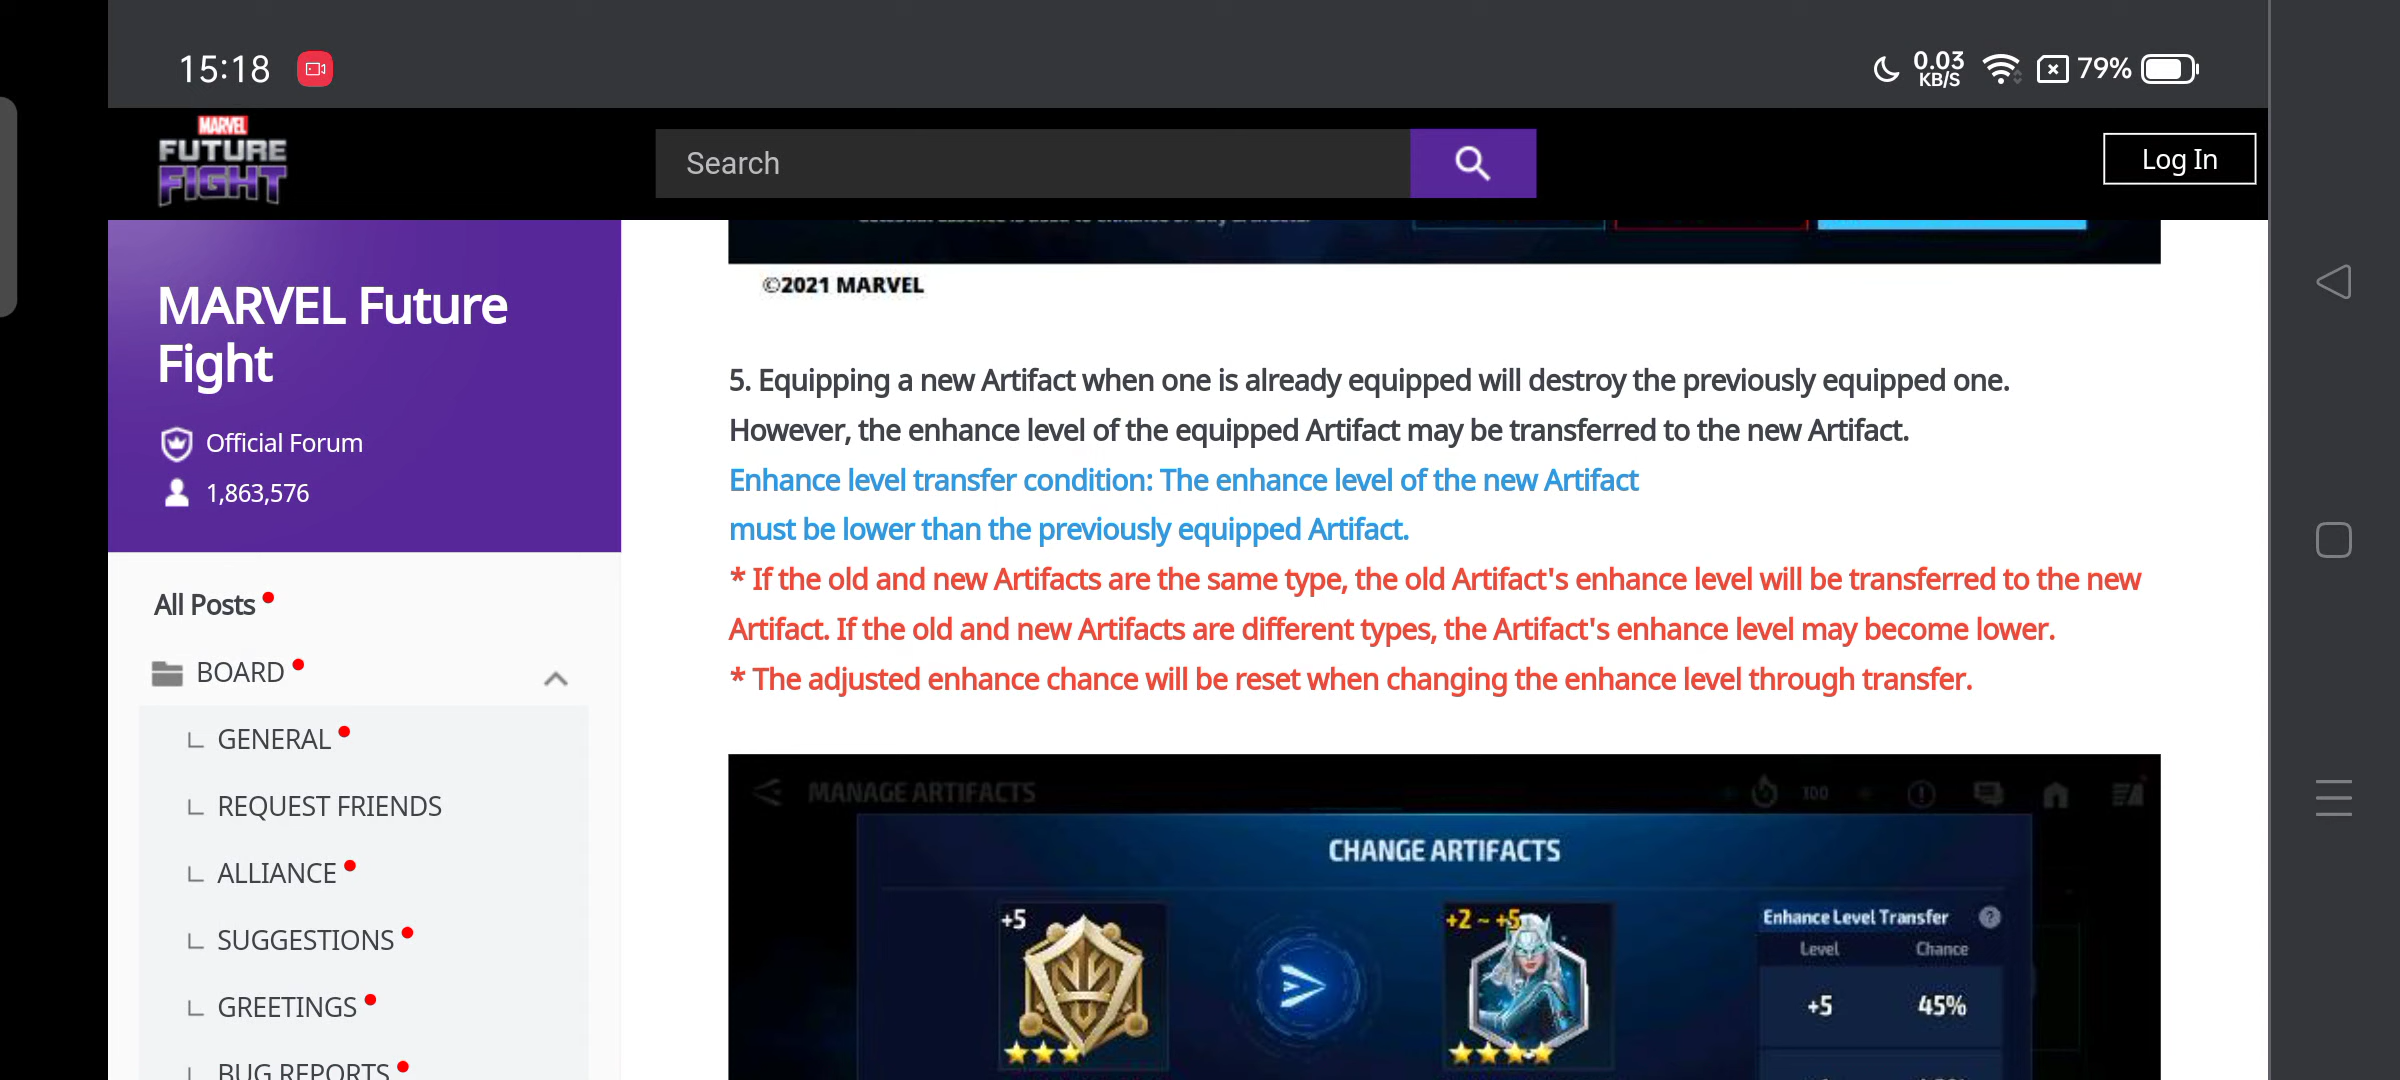 15:18
0.03
KB/S
79%
MARVEL
FUTURE
FIGHT
Search
Log In
MARVEL Future
Fight
Official Forum
1,863,576
All Posts
BOARD
GENERAL
REQUEST FRIENDS
ALLIANCE
SUGGESTIONS
GREETINGS
BUG REPORTS
©2021 MARVEL
5. Equipping a new Artifact when one is already equipped will destroy the previously equipped one.
However, the enhance level of the equipped Artifact may be transferred to the new Artifact.
Enhance level transfer condition: The enhance level of the new Artifact
must be lower than the previously equipped Artifact.
* If the old and new Artifacts are the same type, the old Artifact's enhance level will be transferred to the new
Artifact. If the old and new Artifacts are different types, the Artifact's enhance level may become lower.
* The adjusted enhance chance will be reset when changing the enhance level through transfer.
MANAGE ARTIFACTS
100
CHANGE ARTIFACTS
+5
+2 ~ +5
Enhance Level Transfer
Level Chance
+5 45%